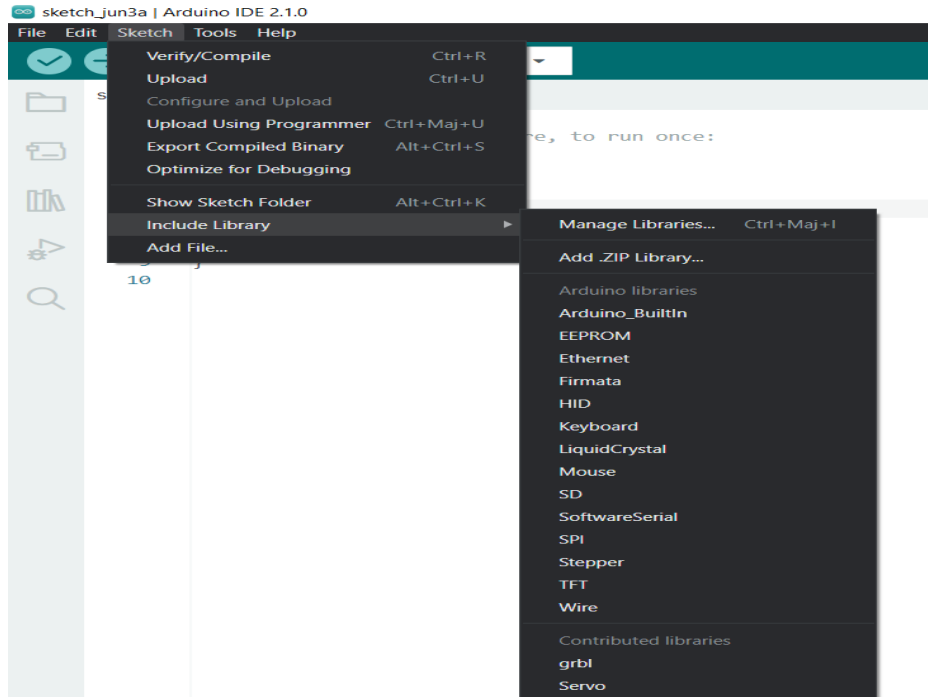 sketch_jun3a | Arduino IDE 2.1.0
File Edit Sketch Tools Help
Verify/Compile Ctrl+R
Upload Ctrl+U
Configure and Upload
Upload Using Programmer Ctrl+Maj+U
Export Compiled Binary Alt+Ctrl+S
Optimize for Debugging
Show Sketch Folder Alt+Ctrl+K
Include Library
Add File...
s
re, to run once:
9 }
10
Manage Libraries... Ctrl+Maj+I
Add .ZIP Library...
Arduino libraries
Arduino_BuiltIn
EEPROM
Ethernet
Firmata
HID
Keyboard
LiquidCrystal
Mouse
SD
SoftwareSerial
SPI
Stepper
TFT
Wire
Contributed libraries
grbl
Servo